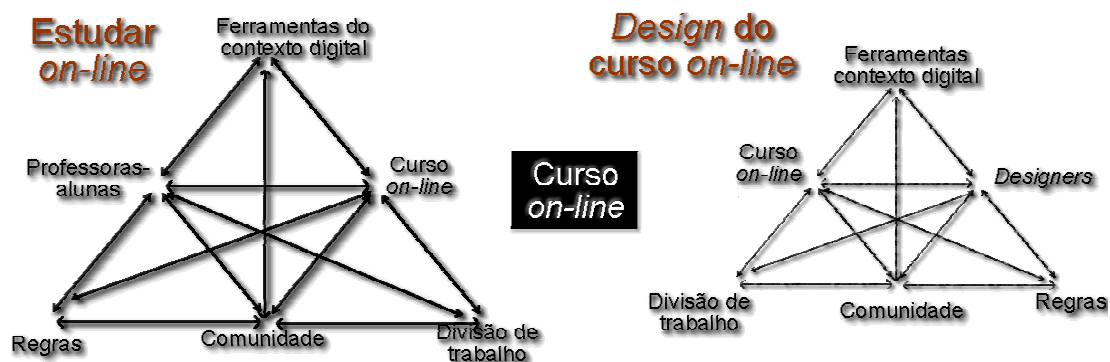 Estudar
on-line
Ferramentas do
contexto digital
Professoras-
alunas
Curso
on-line
Regras
Comunidade
Divisão de
trabalho
Curso
on-line
Design do
curso on-line
Ferramentas
contexto digital
Curso
on-line
Designers
Divisão de
trabalho
Comunidade
Regras